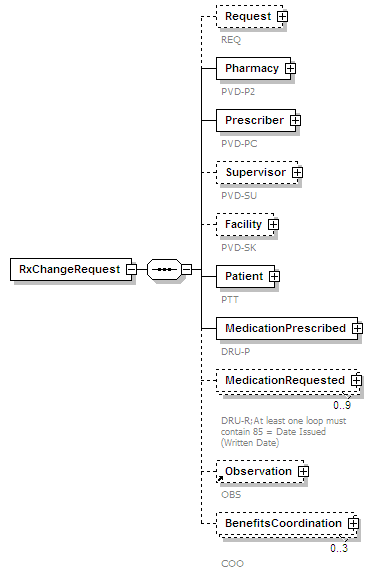 Request
REQ
Pharmacy
PVD-P2
Prescriber
PVD-PC
Supervisor
PVD-SU
Facility
PVD-SK
RxChangeRequest
Patient
PTT
MedicationPrescribed
DRU-P
MedicationRequested
0..9
DRU-R;At least one loop must
contain 85 = Date Issued
(Written Date)
Observation
OBS
BenefitsCoordination
0..3
COO